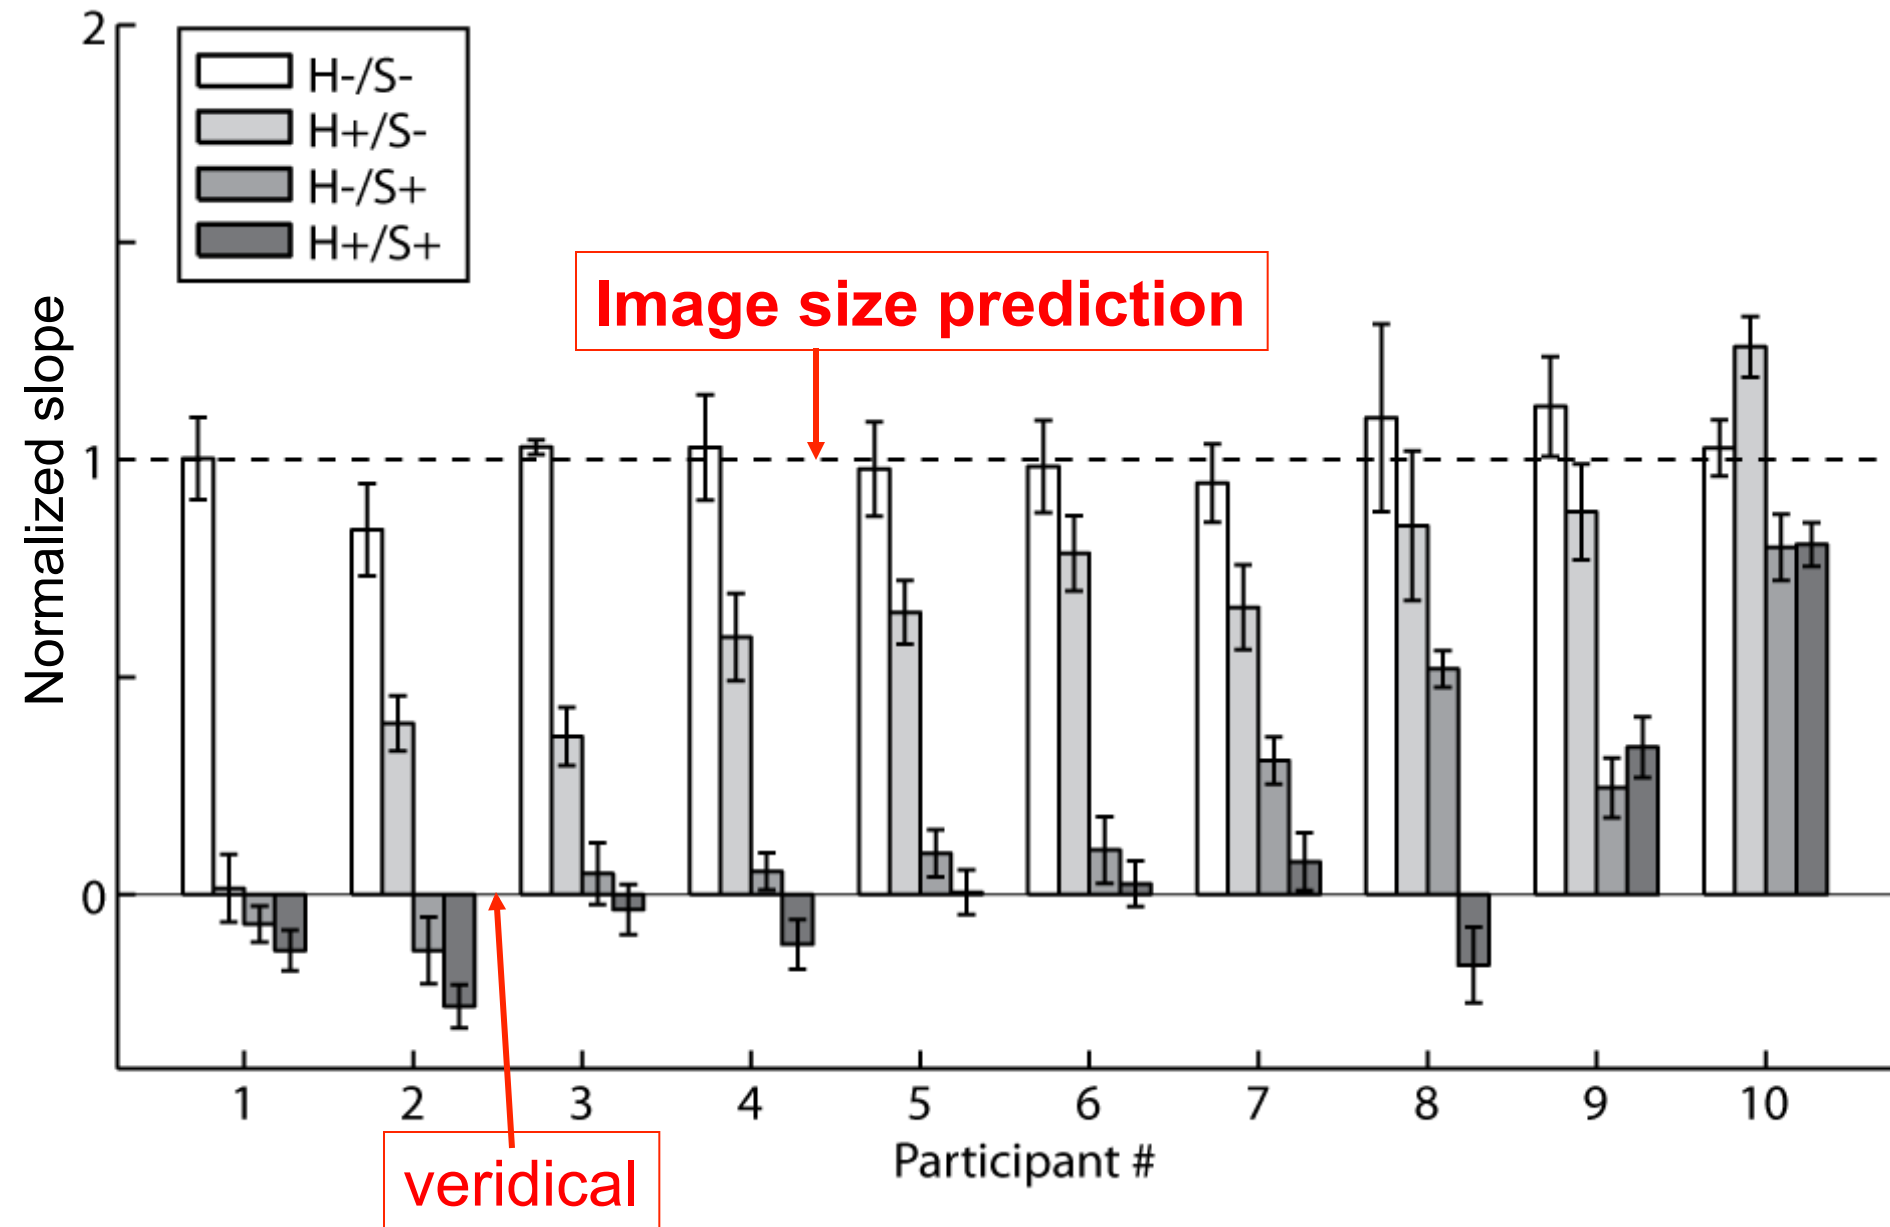 2
H-/S-
H+/S-
H-/S+
H+/S+
Image size prediction
Normalized slope
1
0
1 2 3 4 5 6 7 8 9 10
Participant #
veridical